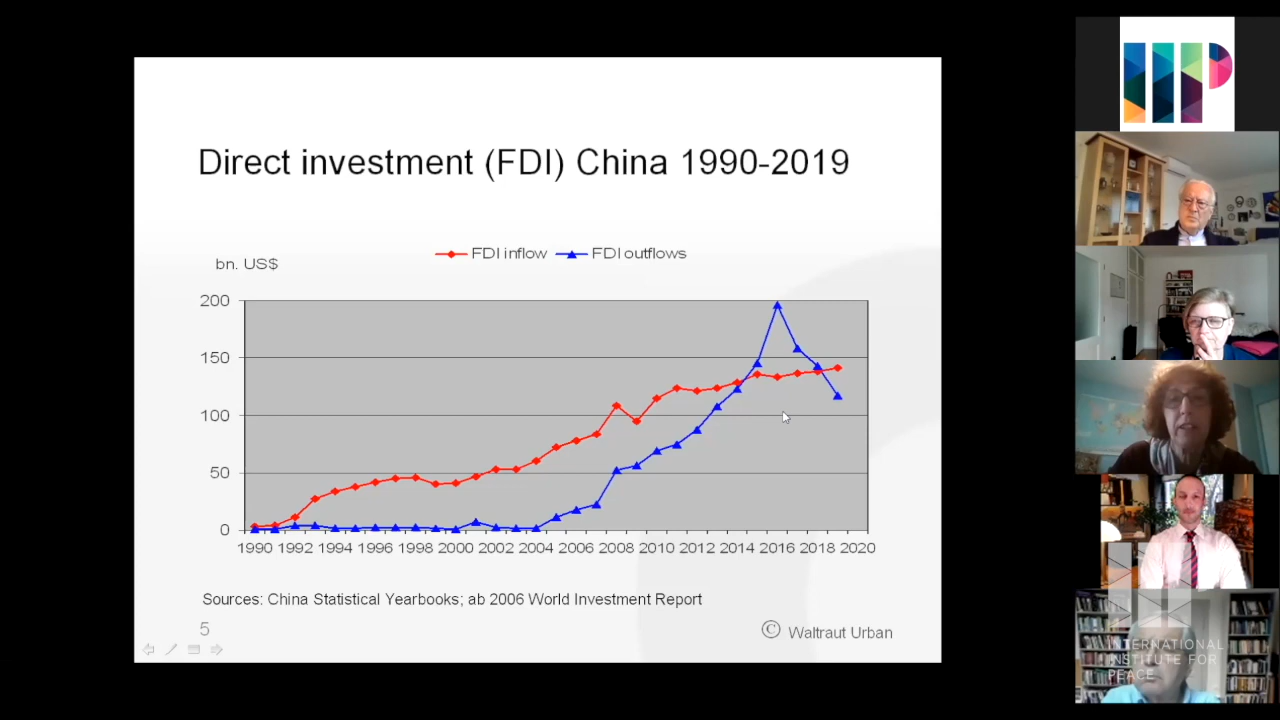 Direct investment (FDI) China 1990-2019
bn. US$
FDI inflow FDI outflows
200
150
100
50
0
1990 1992 1994 1996 1998 2000 2002 2004 2006 2008 2010 2012 2014 2016 2018 2020
Sources: China Statistical Yearbooks; ab 2006 World Investment Report
5
© Waltraut Urban
IIP
INTERNATIONAL
INSTITUTE FOR
PEACE